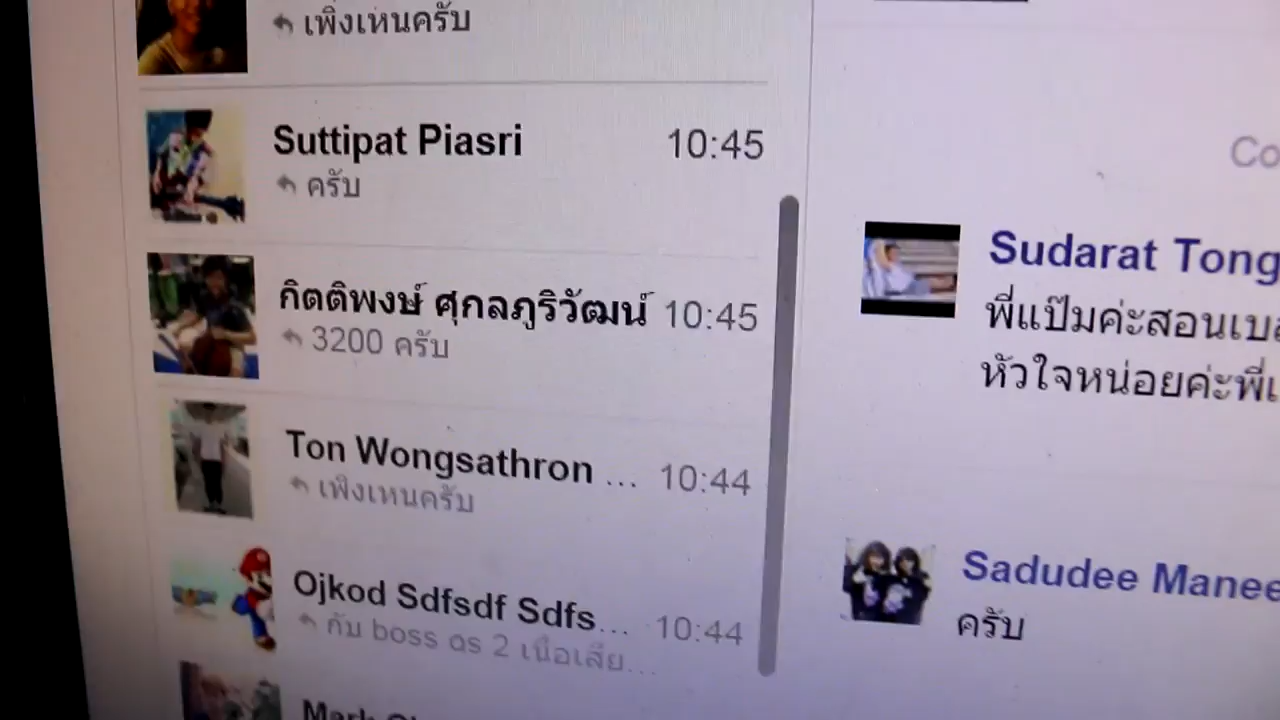 เพิ่งเหนครับ
Suttipat Piasri 10:45
ครับ
กิตติพงษ์ ศุกลภูริวัฒน์ 10:45
3200 ครับ
Ton Wongsathron ... 10:44
เพิ่งเหนครับ
Ojkod Sdfsdf Sdfs... 10:44
กับ boss as 2 เนื้อเสีย...
Mark
Co
Sudarat Tong
พี่แป๊มค่ะสอนเบส
หัวใจหน่อยค่ะพี่เ
Sadudee Manee
ครับ